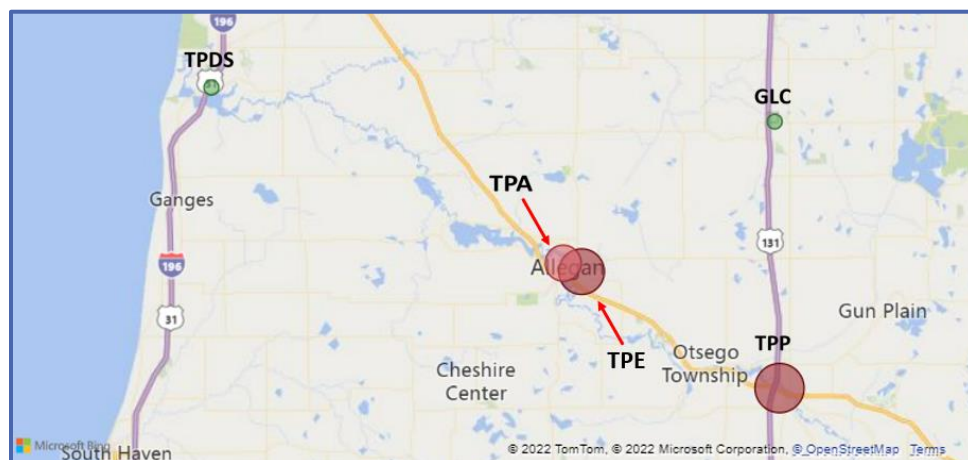 196
TPDS
31
GLC
Ganges
TPA
131
196
Allegan
31
Gun Plain
TPE
Otsego
Township
TPP
Cheshire
Center
Microsoft Bing
South Haven
© 2022 TomTom, © 2022 Microsoft Corporation, © OpenStreetMap Terms